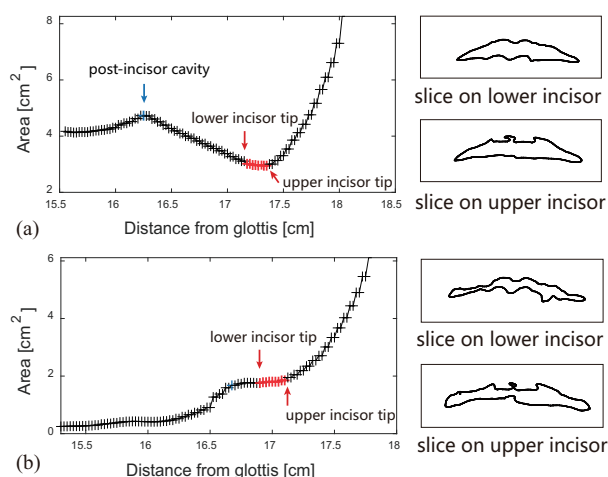 8
6
4
2
Area [cm²]
post-incisor cavity
lower incisor tip
upper incisor tip
15.5 16 16.5 17 17.5 18 18.5
(a) Distance from glottis [cm]
slice on lower incisor
slice on upper incisor
6
4
2
0
Area [cm²]
lower incisor tip
upper incisor tip
15.5 16 16.5 17 17.5 18
(b) Distance from glottis [cm]
slice on lower incisor
slice on upper incisor